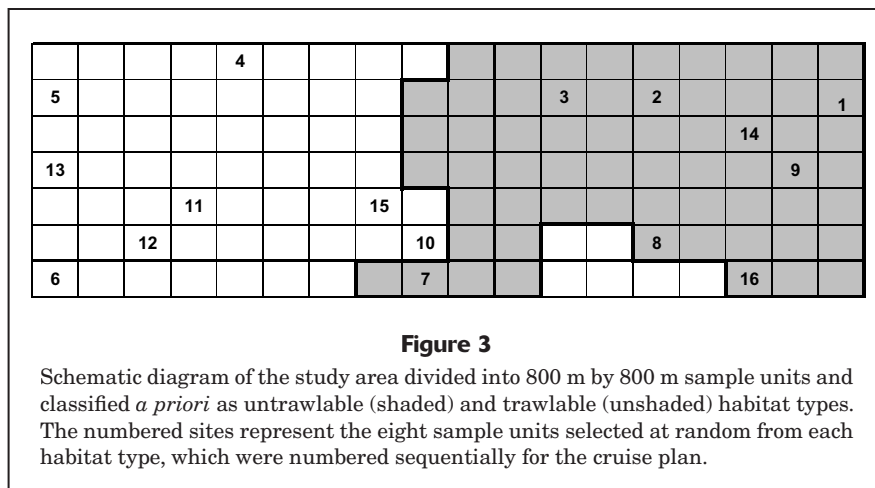 4
5 3 2 1
14
13 9
11 15
12 10 8
6 7 16
Figure 3
Schematic diagram of the study area divided into 800 m by 800 m sample units and
classified a priori as untrawlable (shaded) and trawlable (unshaded) habitat types.
The numbered sites represent the eight sample units selected at random from each
habitat type, which were numbered sequentially for the cruise plan.